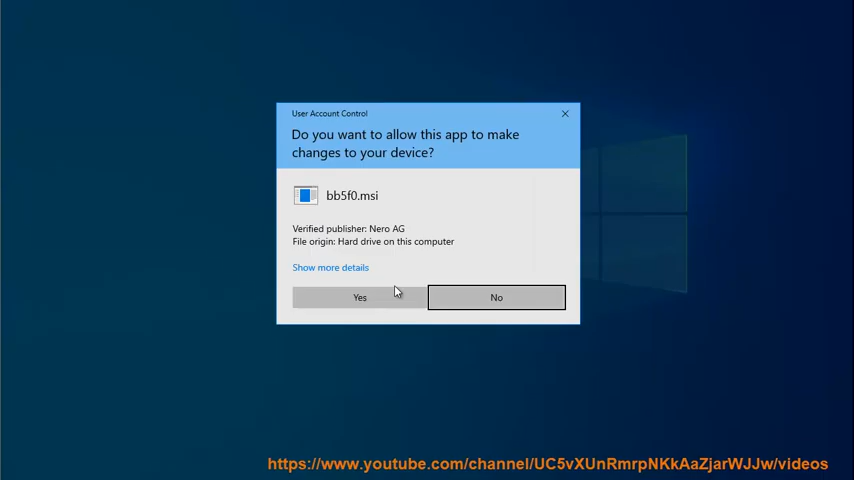 User Account Control
Do you want to allow this app to make
changes to your device?
bb5f0.msi
Verified publisher: Nero AG
File origin: Hard drive on this computer
Show more details
Yes
No
https://www.youtube.com/channel/UC5vXUnRmrpNKkAaZjarWJJw/videos